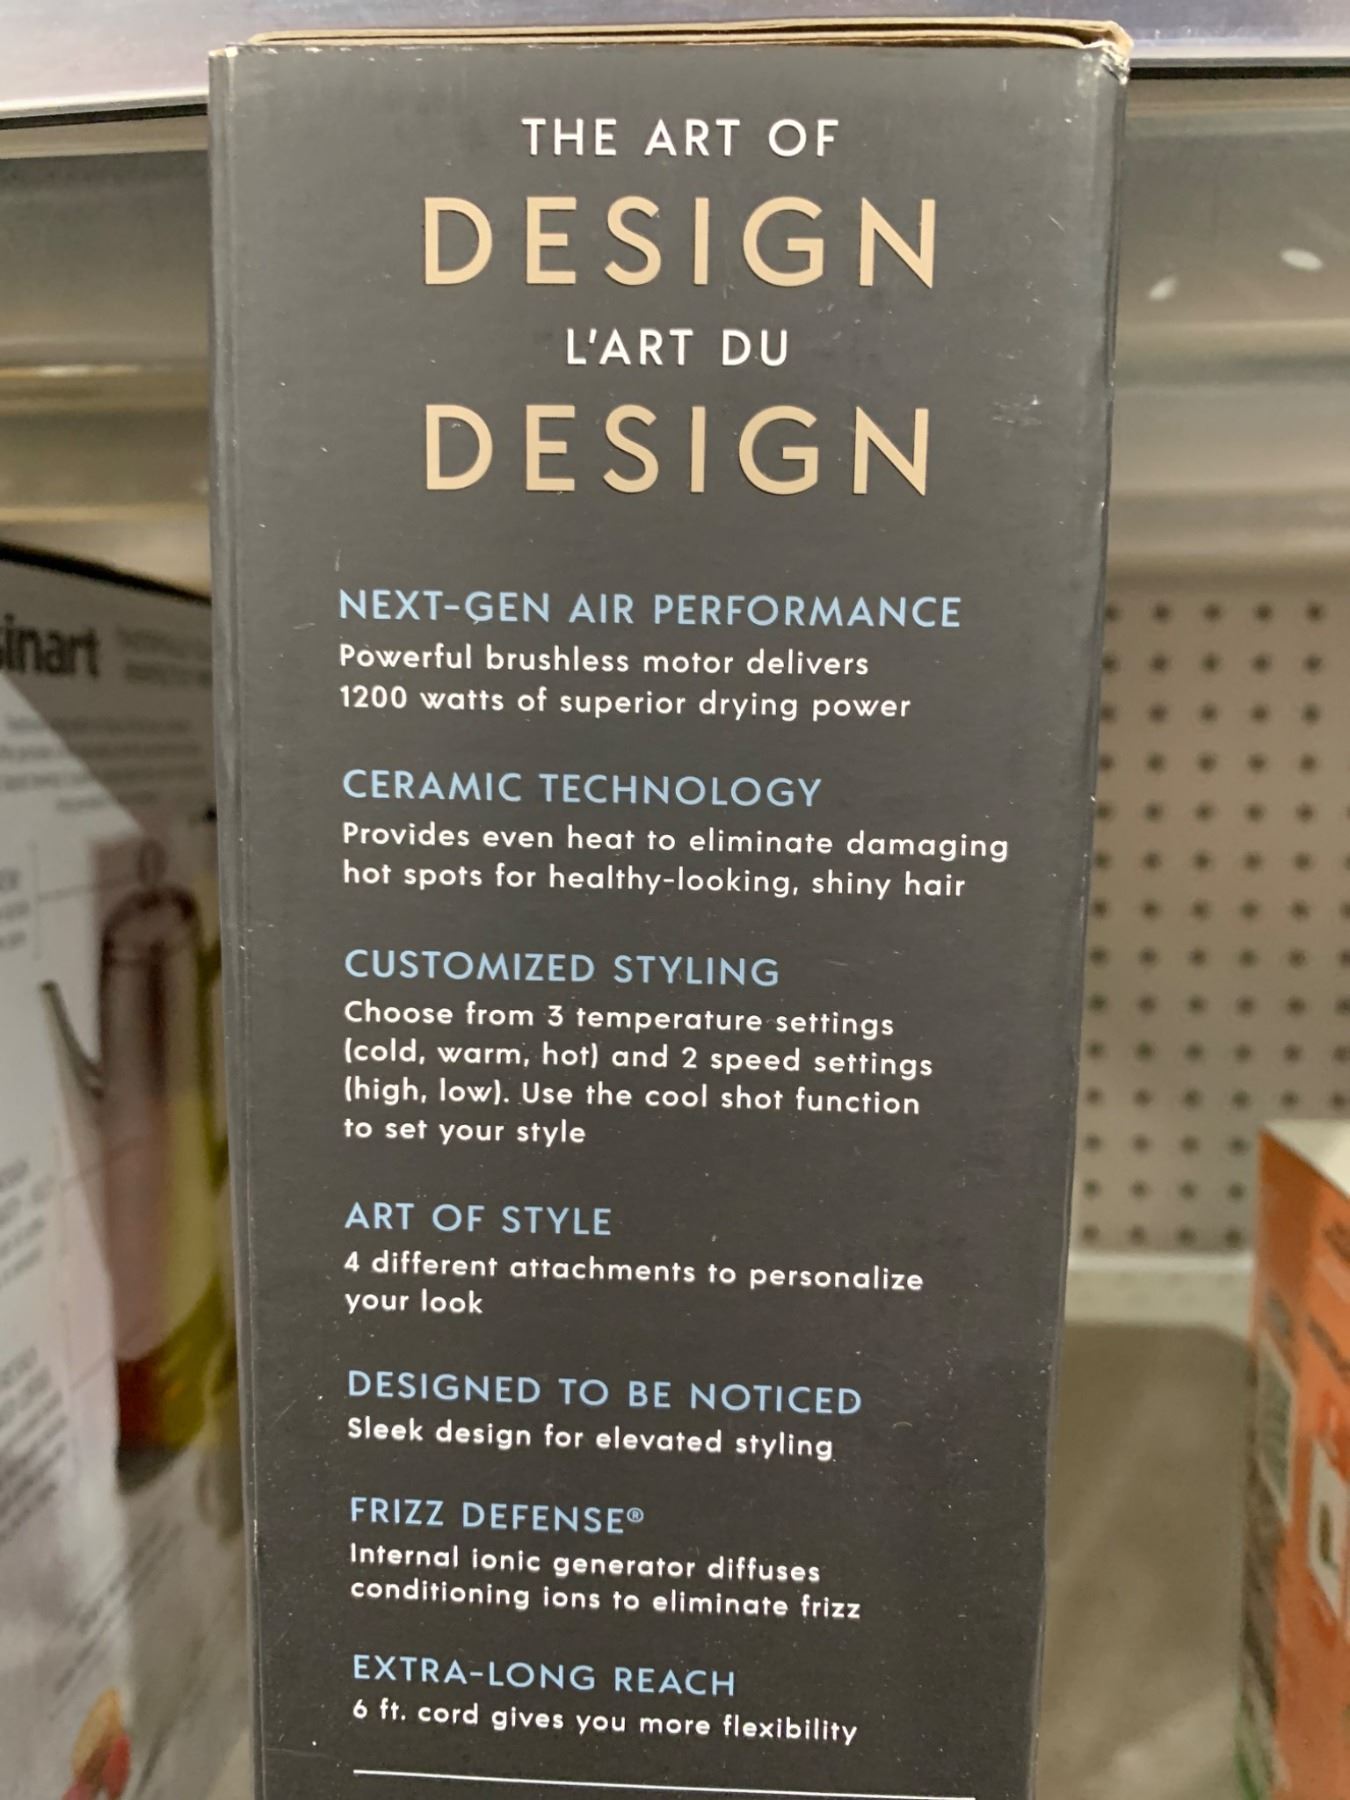 THE ART OF
DESIGN
L'ART DU
DESIGN
NEXT-GEN AIR PERFORMANCE
Powerful brushless motor delivers
1200 watts of superior drying power
CERAMIC TECHNOLOGY
Provides even heat to eliminate damaging
hot spots for healthy-looking, shiny hair
CUSTOMIZED STYLING
Choose from 3 temperature settings
(cold, warm, hot) and 2 speed settings
(high, low). Use the cool shot function
to set your style
ART OF STYLE
4 different attachments to personalize
your look
DESIGNED TO BE NOTICED
Sleek design for elevated styling
FRIZZ DEFENSE®
Internal ionic generator diffuses
conditioning ions to eliminate frizz
EXTRA-LONG REACH
6 ft. cord gives you more flexibility
inart